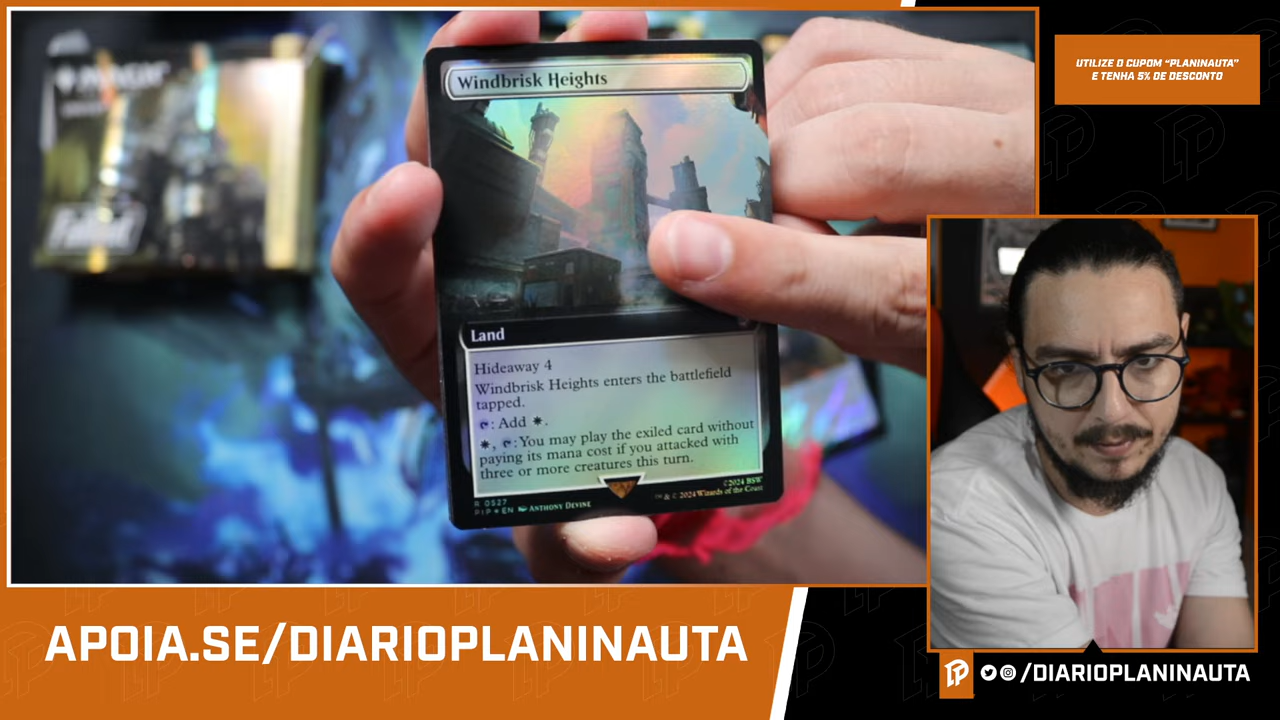 Windbrisk Heights
Land
Hideaway 4
Windbrisk Heights enters the battlefield
tapped.
: Add .
, : You may play the exiled card without
paying its mana cost if you attacked with
three or more creatures this turn.
R 0527
PIP EN ANTHONY DEVINE
©2024 BSW
™ & © 2024 Wizards of the Coast
MAGIC
Fallout
UTILIZE O CUPOM "PLANINAUTA"
E TENHA 5% DE DESCONTO
APOIA.SE/DIARIOPLANINAUTA
/DIARIOPLANINAUTA